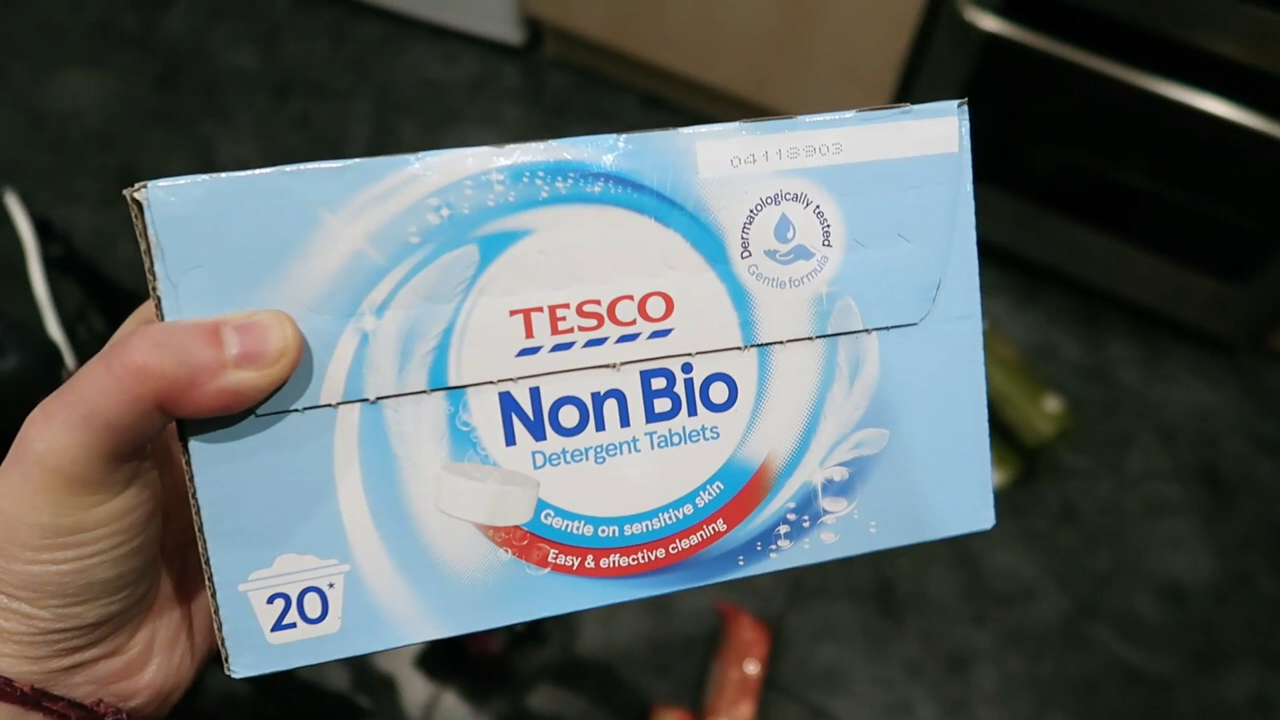 04118903
Dermatologically tested
Gentle formula
TESCO
Non Bio
Detergent Tablets
Gentle on sensitive skin
Easy & effective cleaning
20*